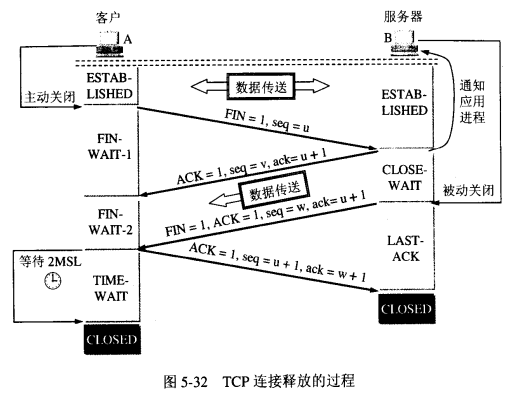 客户
服务器
A
B
主动关闭
ESTAB-
LISHED
数据传送
ESTAB-
LISHED
通知
应用
进程
FIN = 1, seq = u
FIN-
WAIT-1
ACK = 1, seq = v, ack= u + 1
CLOSE-
WAIT
数据传送
被动关闭
FIN-
WAIT-2
FIN = 1, ACK = 1, seq = w, ack= u + 1
LAST-
ACK
等待 2MSL
ACK = 1, seq = u + 1, ack = w + 1
TIME-
WAIT
CLOSED
CLOSED
图 5-32 TCP 连接释放的过程